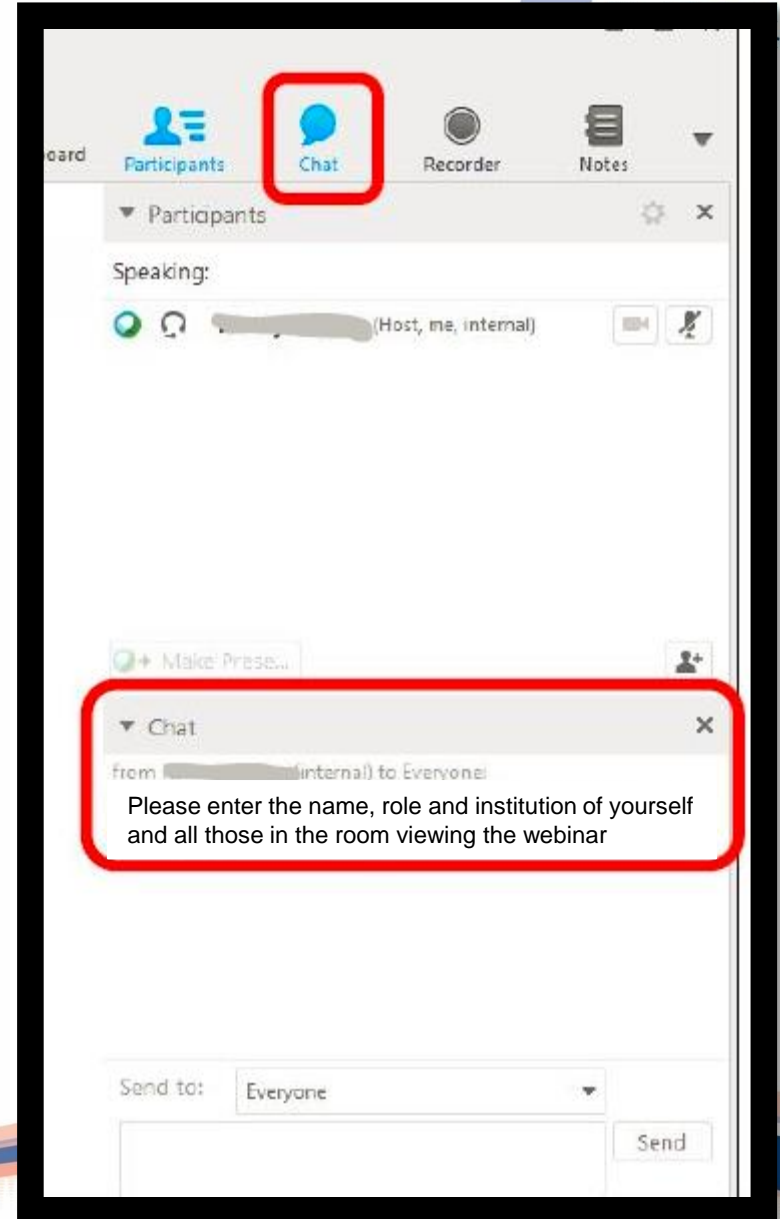 Participants Chat Recorder Notes
Participants
Speaking:
(Host, me, internal)
Make Prese...
Chat
from (internal) to Everyone:
Please enter the name, role and institution of yourself
and all those in the room viewing the webinar
Send to: Everyone
Send